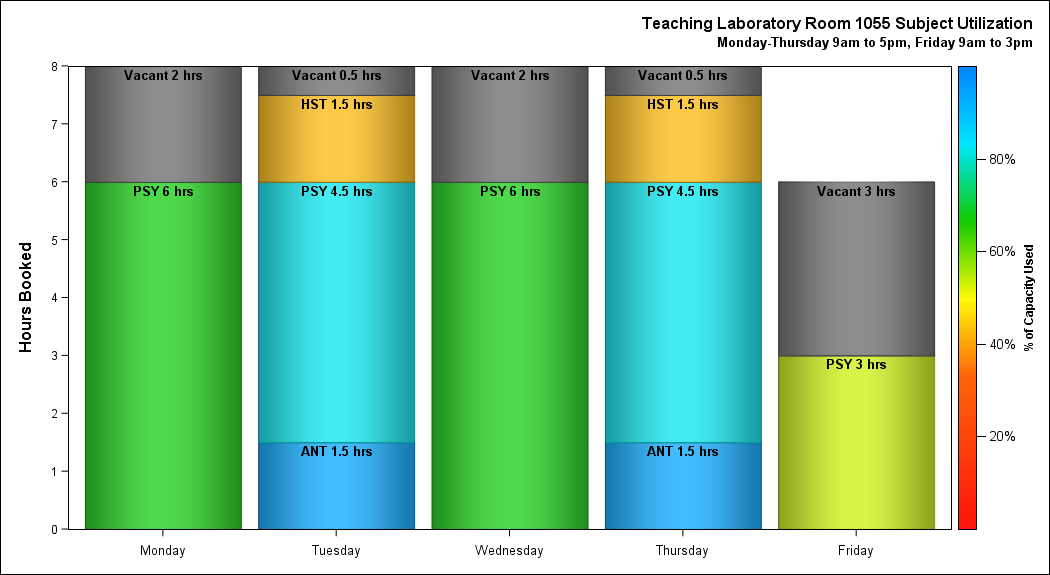 Teaching Laboratory Room 1055 Subject Utilization
Monday-Thursday 9am to 5pm, Friday 9am to 3pm
8
Vacant 2 hrs
Vacant 0.5 hrs
Vacant 2 hrs
Vacant 0.5 hrs
HST 1.5 hrs
HST 1.5 hrs
7
80%
6
PSY 6 hrs
PSY 4.5 hrs
PSY 6 hrs
PSY 4.5 hrs
Vacant 3 hrs
5
60%
Hours Booked
% of Capacity Used
4
40%
3
PSY 3 hrs
2
20%
ANT 1.5 hrs
ANT 1.5 hrs
1
0
Monday
Tuesday
Wednesday
Thursday
Friday